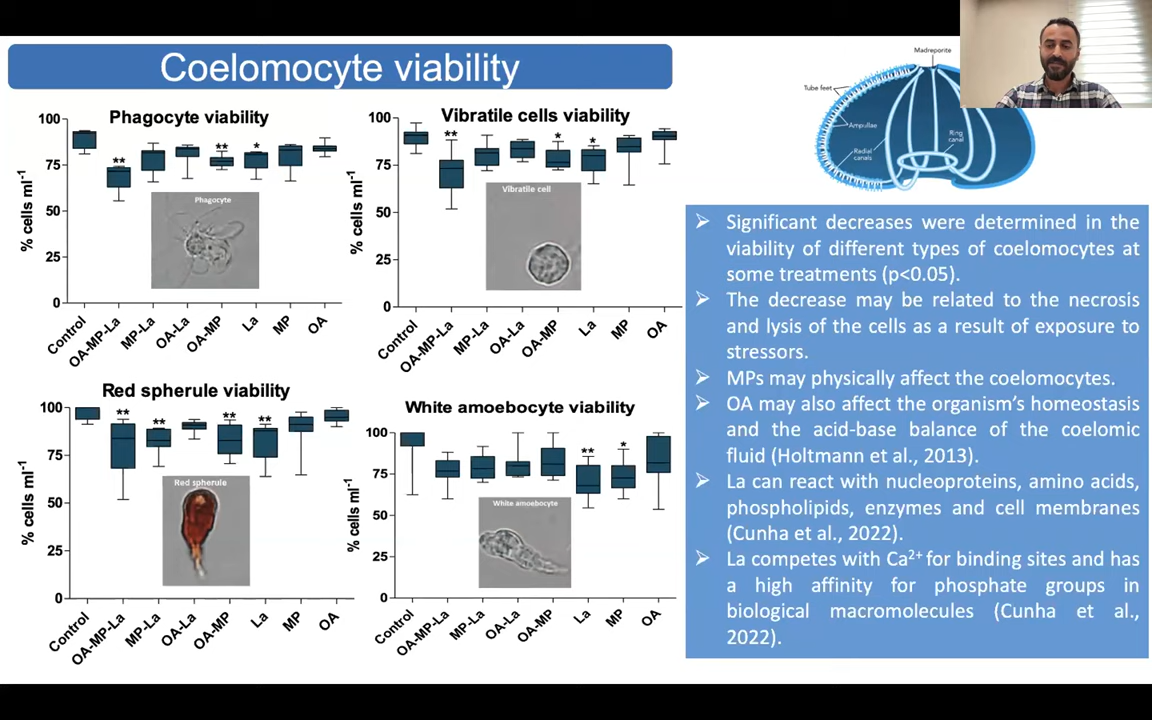 Coelomocyte viability
Phagocyte viability
100
75
50
25
0
% cells ml-1
**
**
*
Phagocyte
Control
OA-MP-La
MP-La
OA-La
OA-MP
La
MP
OA
Vibratile cells viability
100
75
50
25
0
% cells ml-1
**
*
*
Vibratile cell
Control
OA-MP-La
MP-La
OA-La
OA-MP
La
MP
OA
Red spherule viability
100
75
50
25
0
% cells ml-1
**
**
**
**
Red spherule
Control
OA-MP-La
MP-La
OA-La
OA-MP
La
MP
OA
White amoebocyte viability
100
75
50
25
0
% cells ml-1
**
*
White amoebocyte
Control
OA-MP-La
MP-La
OA-La
OA-MP
La
MP
OA
Madreporite
Tube feet
Ampullae
Radial
canals
Ring
canal
➢ Significant decreases were determined in the
viability of different types of coelomocytes at
some treatments (p<0.05).
➢ The decrease may be related to the necrosis
and lysis of the cells as a result of exposure to
stressors.
➢ MPs may physically affect the coelomocytes.
➢ OA may also affect the organism's homeostasis
and the acid-base balance of the coelomic
fluid (Holtmann et al., 2013).
➢ La can react with nucleoproteins, amino acids,
phospholipids, enzymes and cell membranes
(Cunha et al., 2022).
➢ La competes with Ca2+ for binding sites and has
a high affinity for phosphate groups in
biological macromolecules (Cunha et al.,
2022).